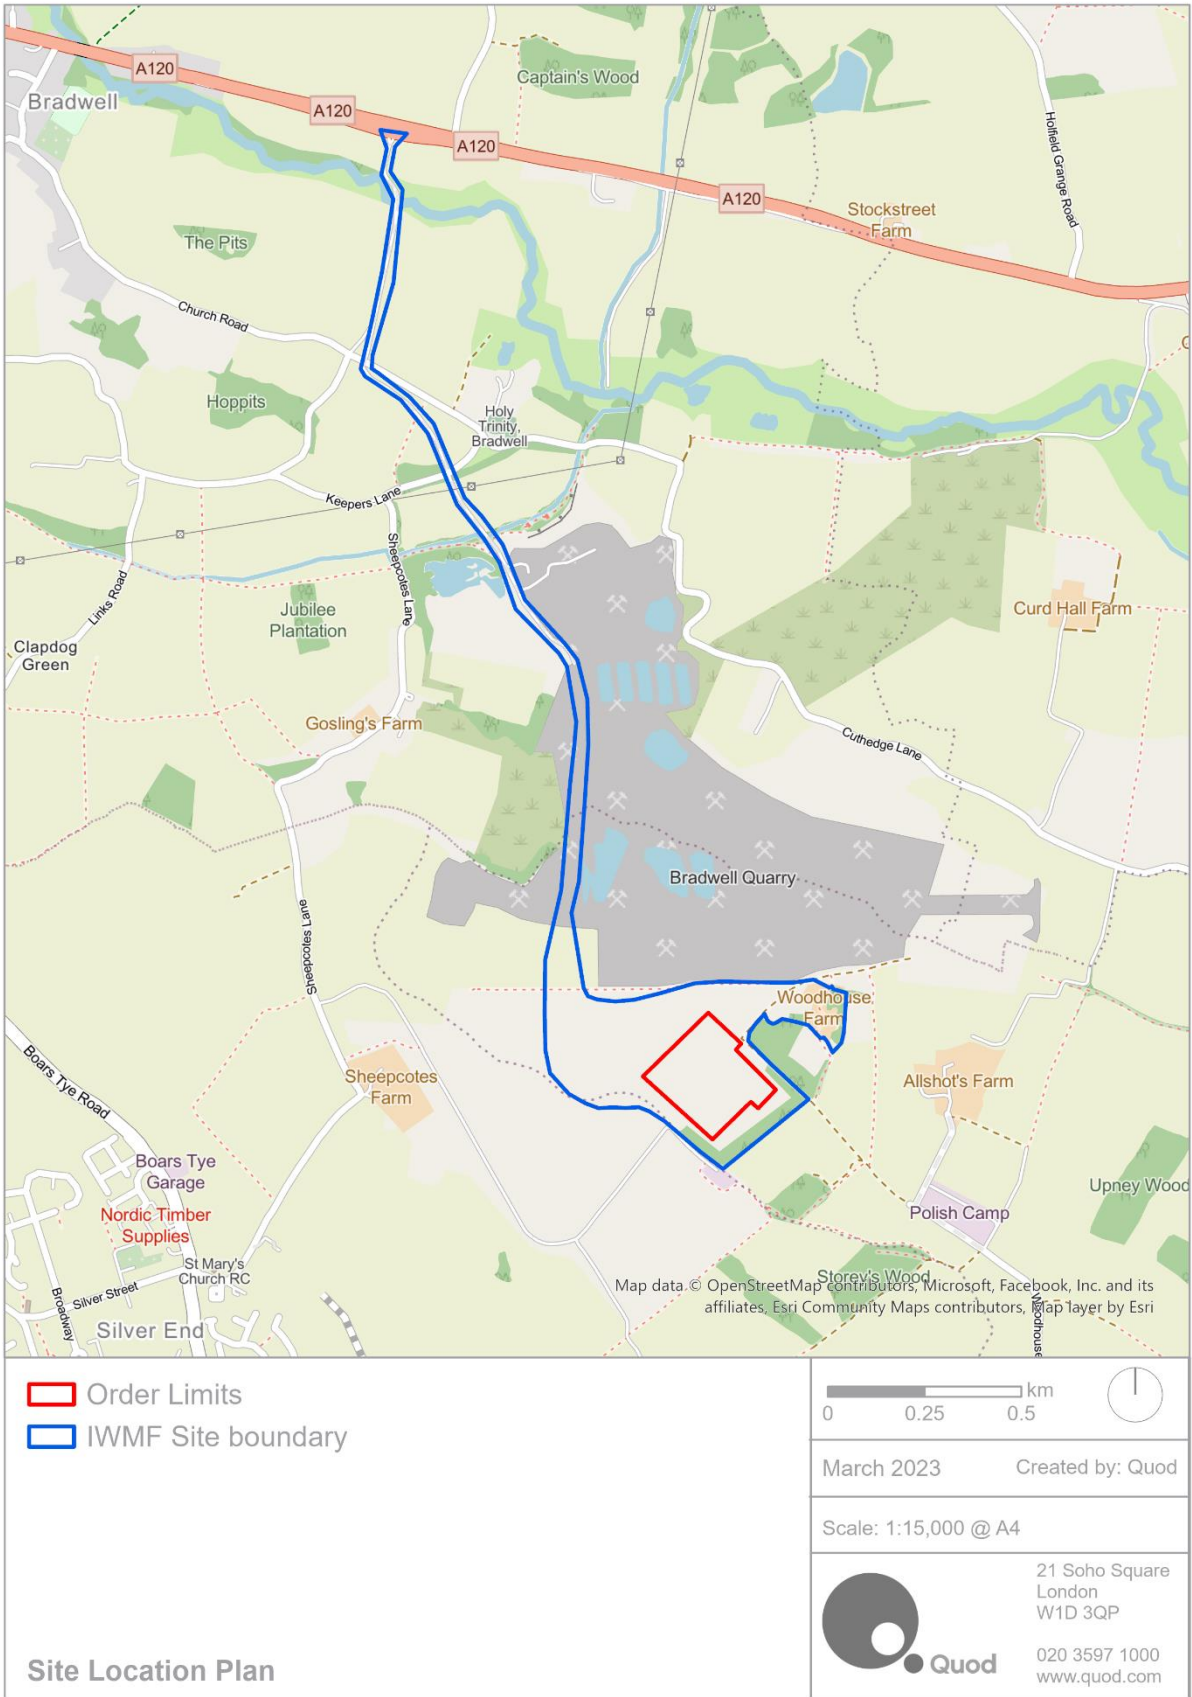 A120
Captain's Wood
Bradwell
A120
A120
A120
Holfield Grange Road
Stockstreet
Farm
The Pits
Church Road
Hoppits
Holy
Trinity,
Bradwell
Keepers Lane
Sheepcotes Lane
Links Road
Jubilee
Plantation
Curd Hall Farm
Clapdog
Green
Gosling's Farm
Cuthedge Lane
Bradwell Quarry
Sheepcotes Lane
Woodhouse
Farm
Boars Tye Road
Sheepcotes
Farm
Allshot's Farm
Boars Tye
Garage
Upney Wood
Nordic Timber
Supplies
Polish Camp
St Mary's
Church RC
Silver Street
Broadway
Silver End
Storey's Wood
Woodhouse
Map data © OpenStreetMap contributors, Microsoft, Facebook, Inc. and its
affiliates, Esri Community Maps contributors, Map layer by Esri
Order Limits
IWMF Site boundary
km
0 0.25 0.5
March 2023 Created by: Quod
Scale: 1:15,000 @ A4
21 Soho Square
London
W1D 3QP
Quod
020 3597 1000
www.quod.com
Site Location Plan